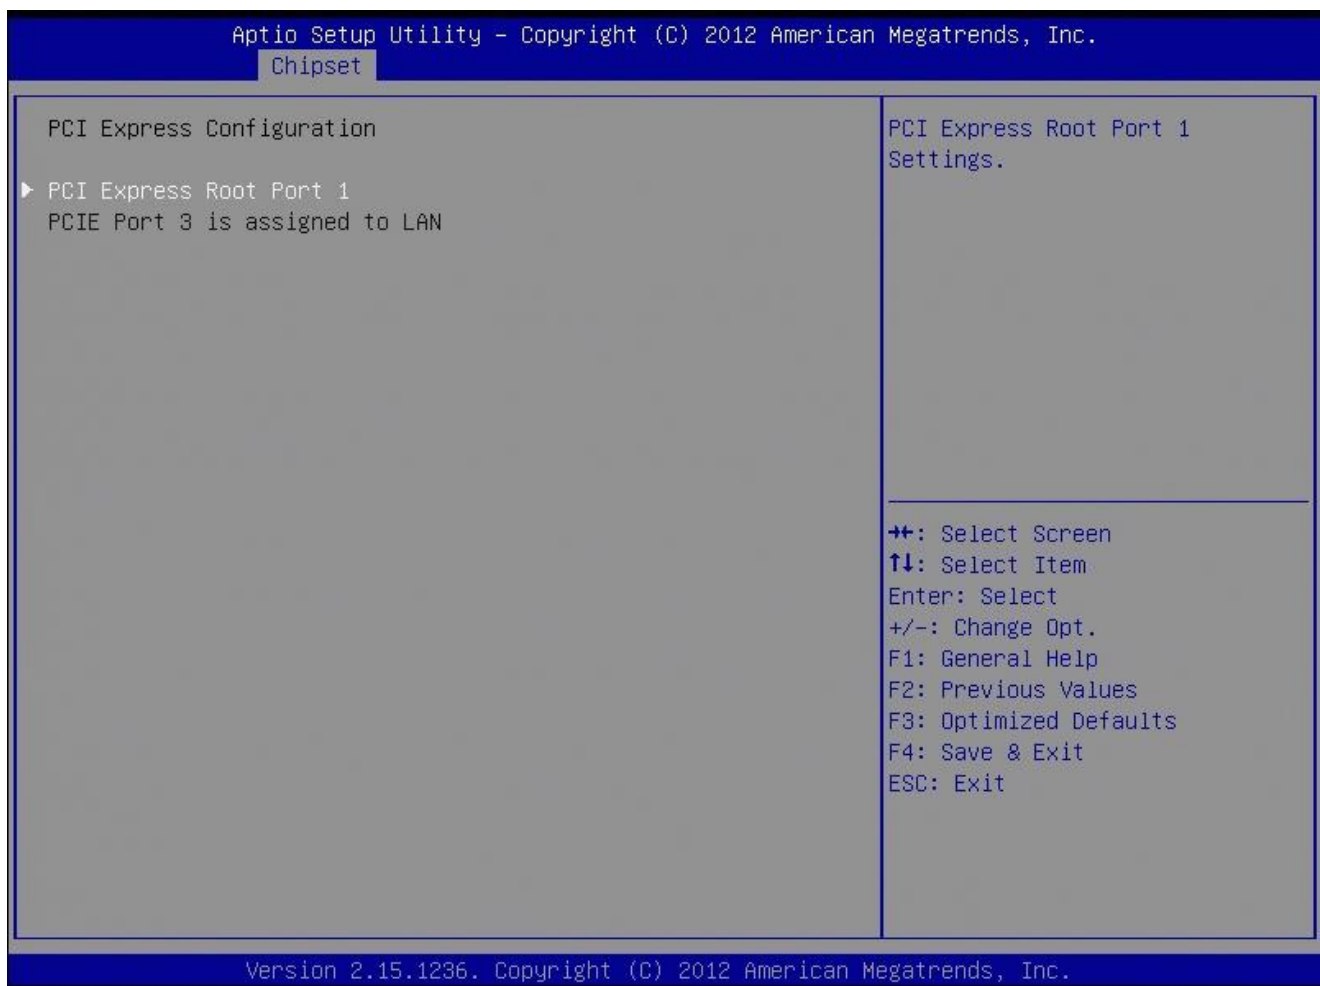 Aptio Setup Utility – Copyright (C) 2012 American Megatrends, Inc.
Chipset
PCI Express Configuration
▶ PCI Express Root Port 1
PCIE Port 3 is assigned to LAN
PCI Express Root Port 1
Settings.
→←: Select Screen
↑↓: Select Item
Enter: Select
+/-: Change Opt.
F1: General Help
F2: Previous Values
F3: Optimized Defaults
F4: Save & Exit
ESC: Exit
Version 2.15.1236. Copyright (C) 2012 American Megatrends, Inc.